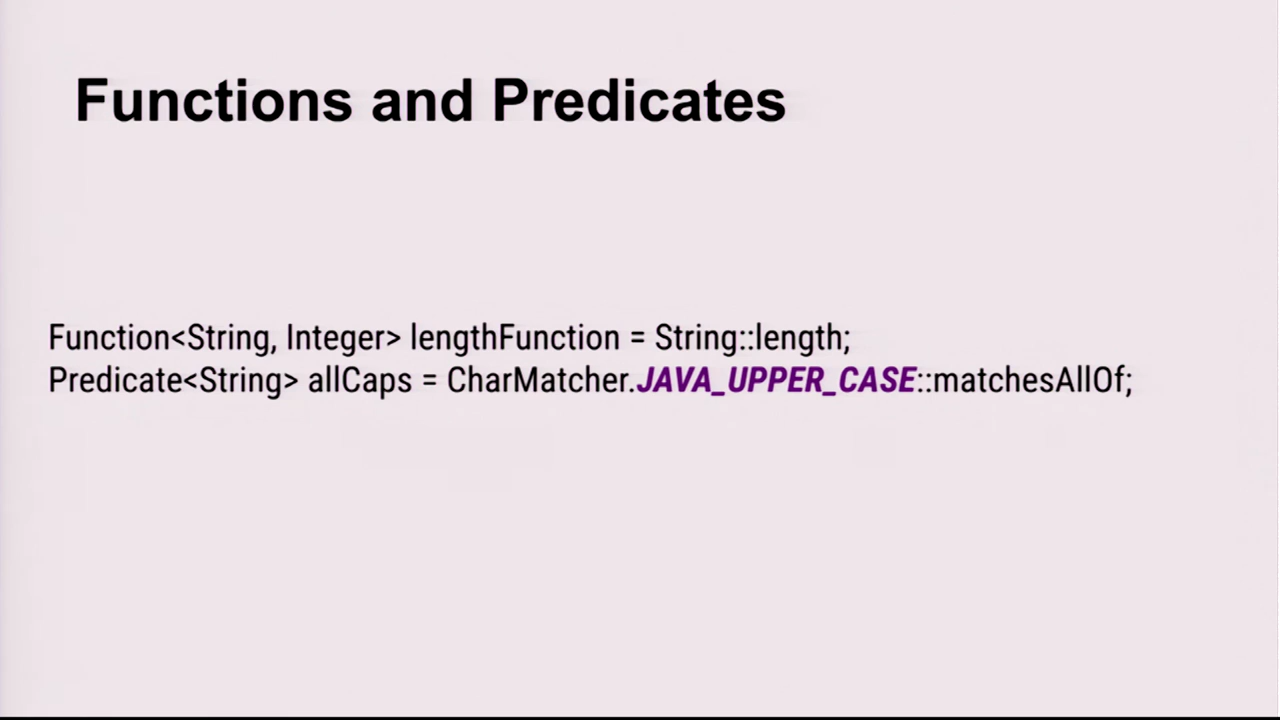 Functions and Predicates
Function<String, Integer> lengthFunction = String::length;
Predicate<String> allCaps = CharMatcher.JAVA_UPPER_CASE::matchesAllOf;